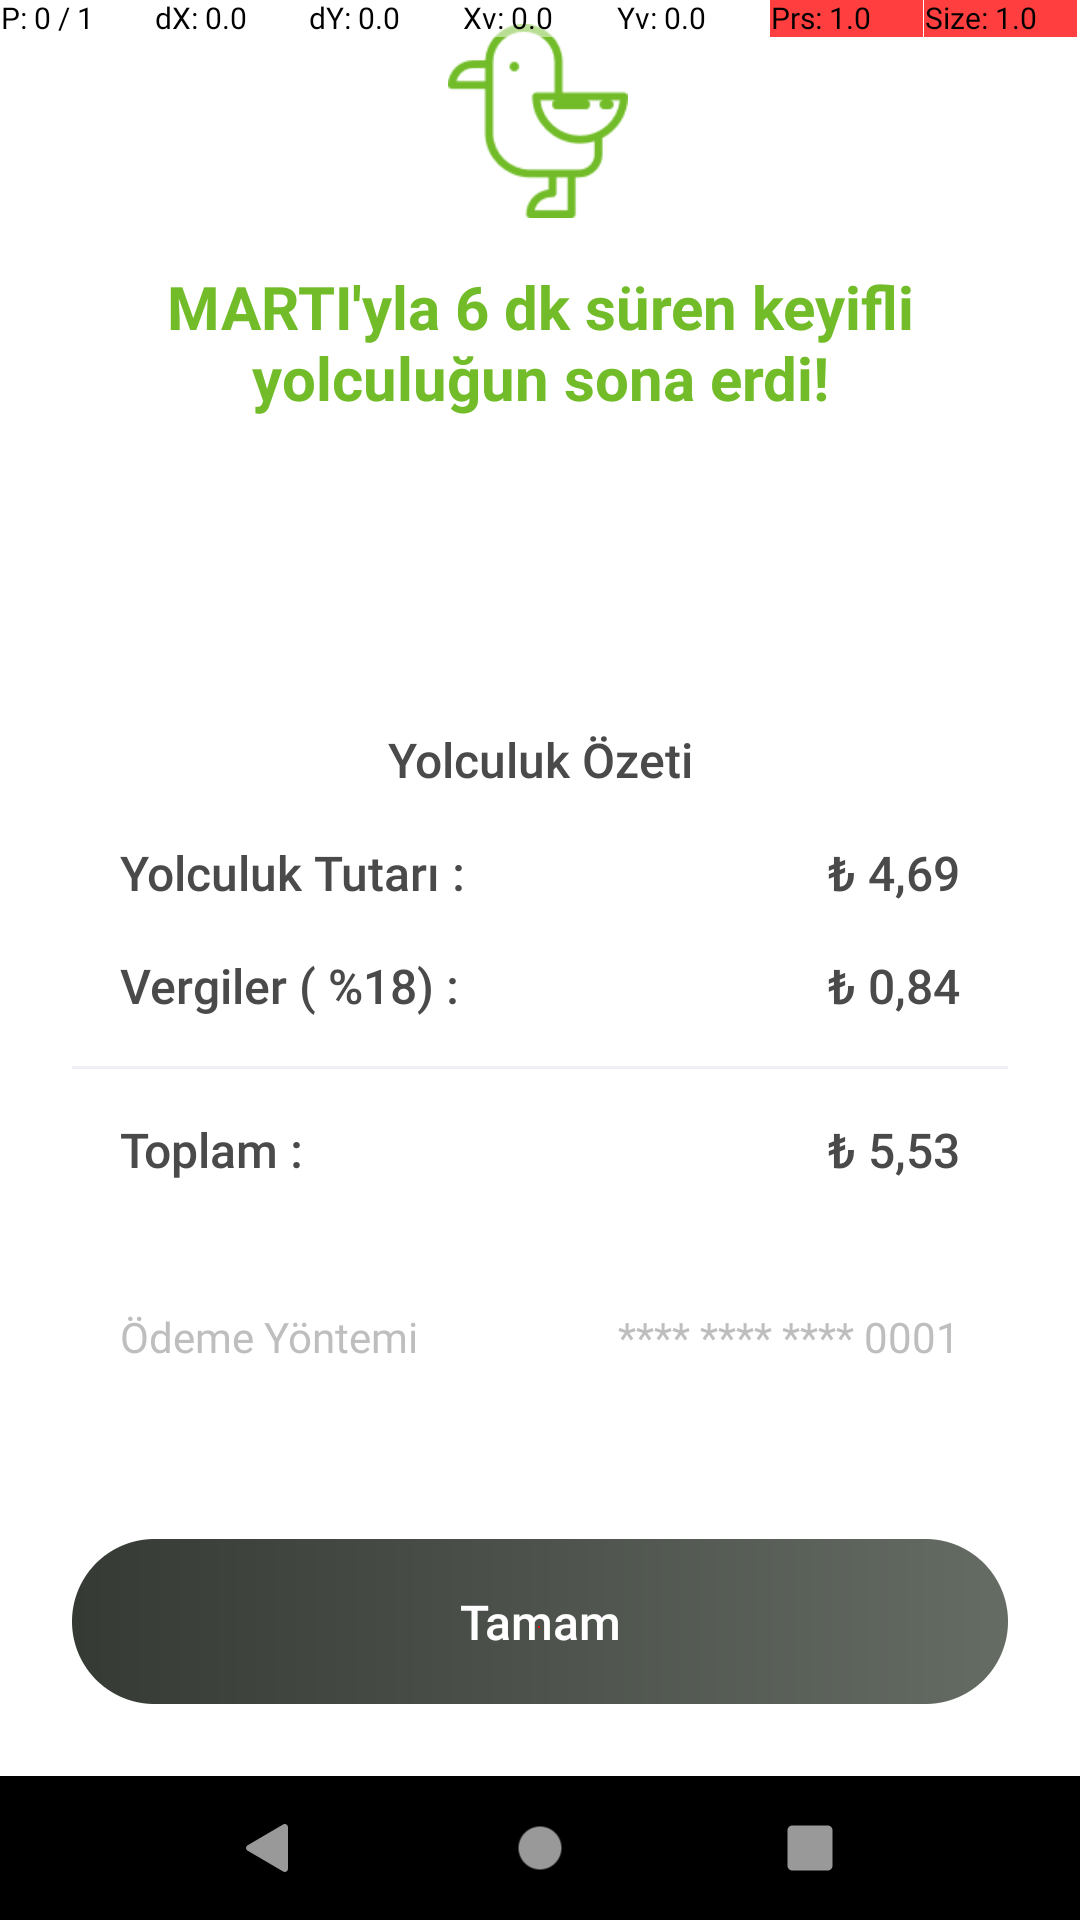 P: 0 / 1 dX: 0.0 dY: 0.0 Xv: 0.0 Yv: 0.0 Prs: 1.0 Size: 1.0
MARTI'yla 6 dk süren keyifli
yolculuğun sona erdi!
Yolculuk Özeti
Yolculuk Tutarı : ₺ 4,69
Vergiler ( %18) : ₺ 0,84
Toplam : ₺ 5,53
Ödeme Yöntemi **** **** **** 0001
Tamam